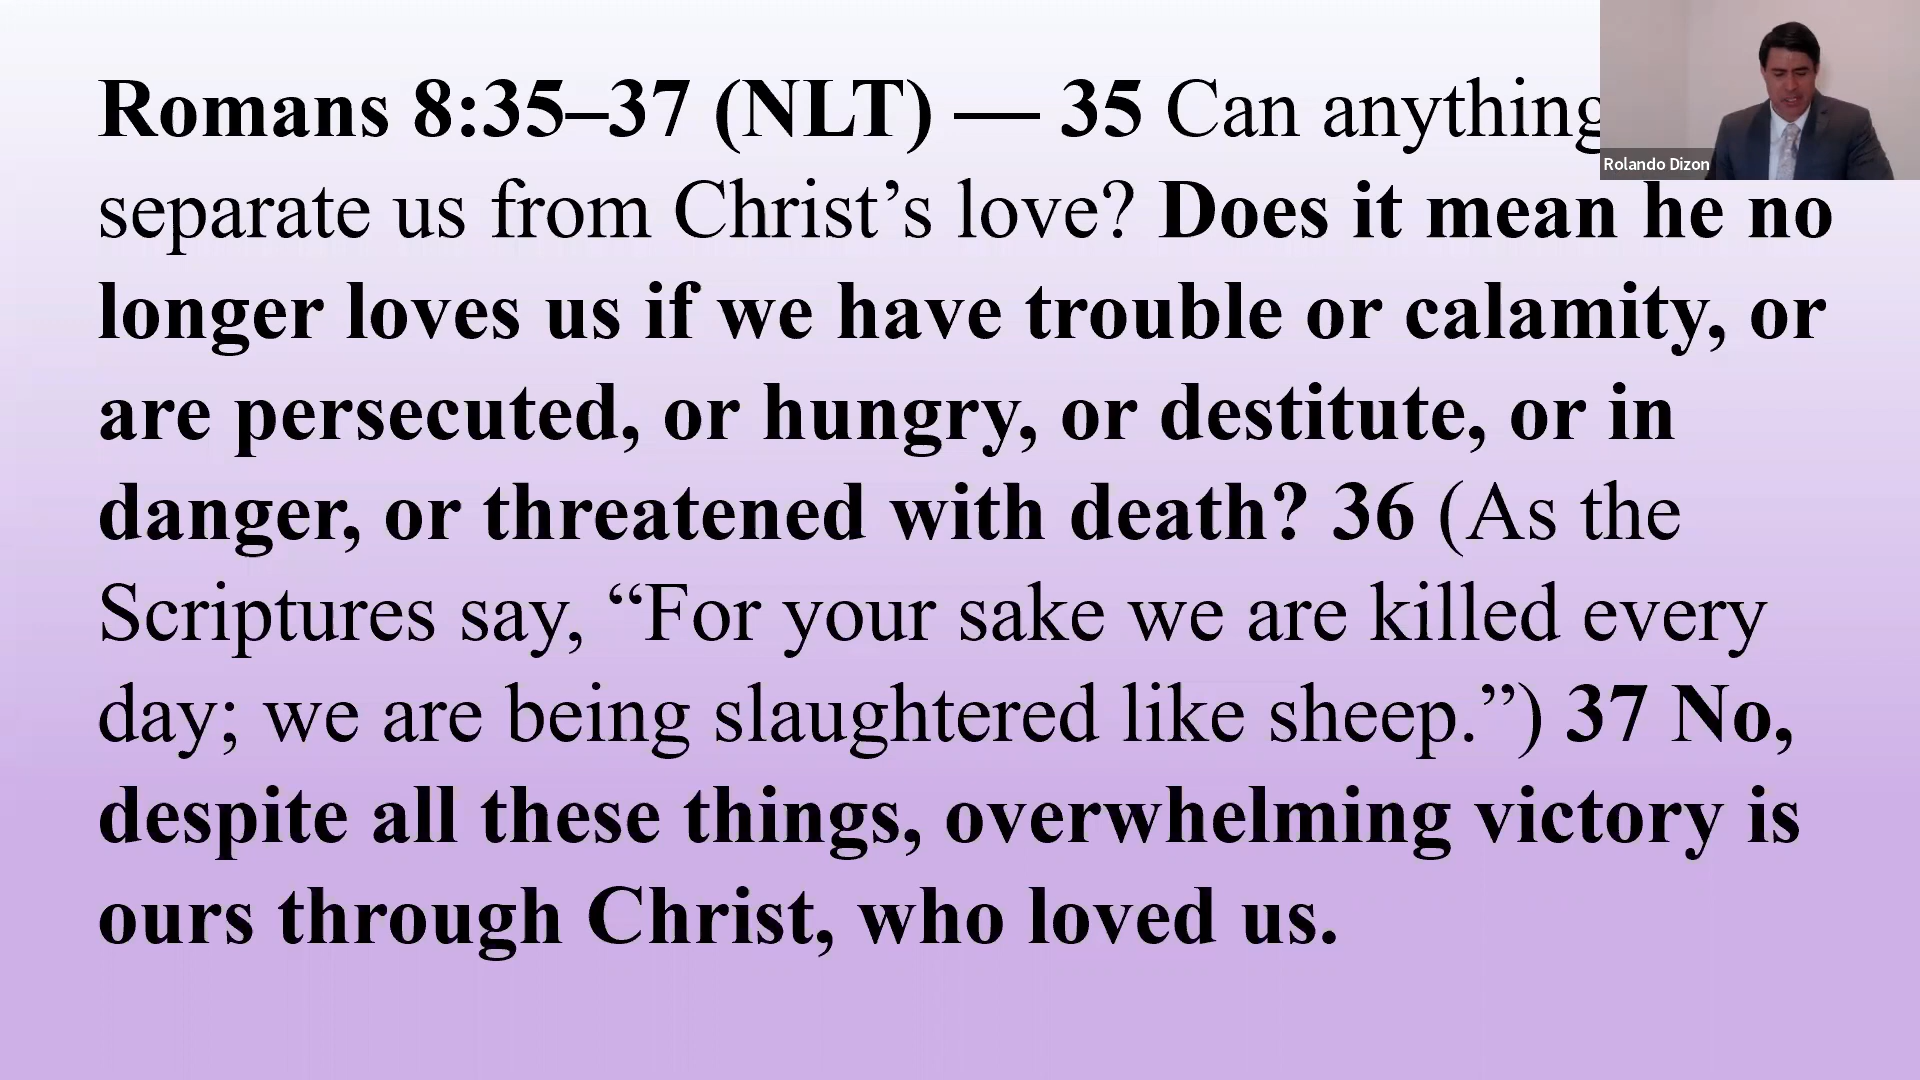 Romans 8:35–37 (NLT) — 35 Can anything
separate us from Christ’s love? Does it mean he no
longer loves us if we have trouble or calamity, or
are persecuted, or hungry, or destitute, or in
danger, or threatened with death? 36 (As the
Scriptures say, “For your sake we are killed every
day; we are being slaughtered like sheep.”) 37 No,
despite all these things, overwhelming victory is
ours through Christ, who loved us.
Rolando Dizon